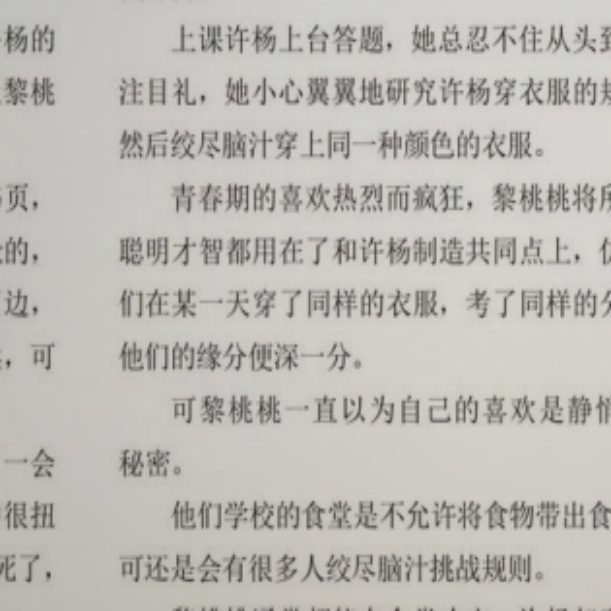 杨的
黎桃
页，
的，
边，
，可
一会
很扭
死了，
上课许杨上台答题，她总忍不住从头到
注目礼，她小心翼翼地研究许杨穿衣服的规
然后绞尽脑汁穿上同一种颜色的衣服。
青春期的喜欢热烈而疯狂，黎桃桃将所
聪明才智都用在了和许杨制造共同点上，仿
们在某一天穿了同样的衣服，考了同样的分
他们的缘分便深一分。
可黎桃桃一直以为自己的喜欢是静悄
秘密。
他们学校的食堂是不允许将食物带出食
可还是会有很多人绞尽脑汁挑战规则。